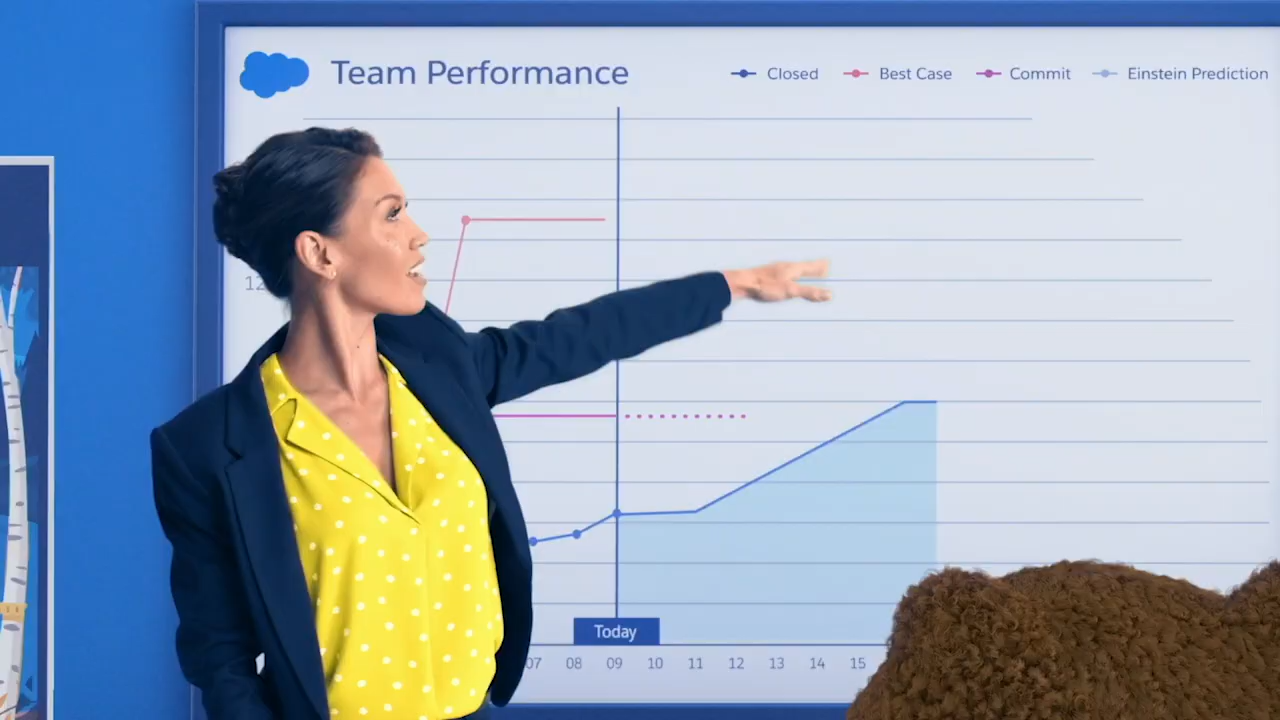 Team Performance
Closed Best Case Commit Einstein Prediction
12
Today
07 08 09 10 11 12 13 14 15